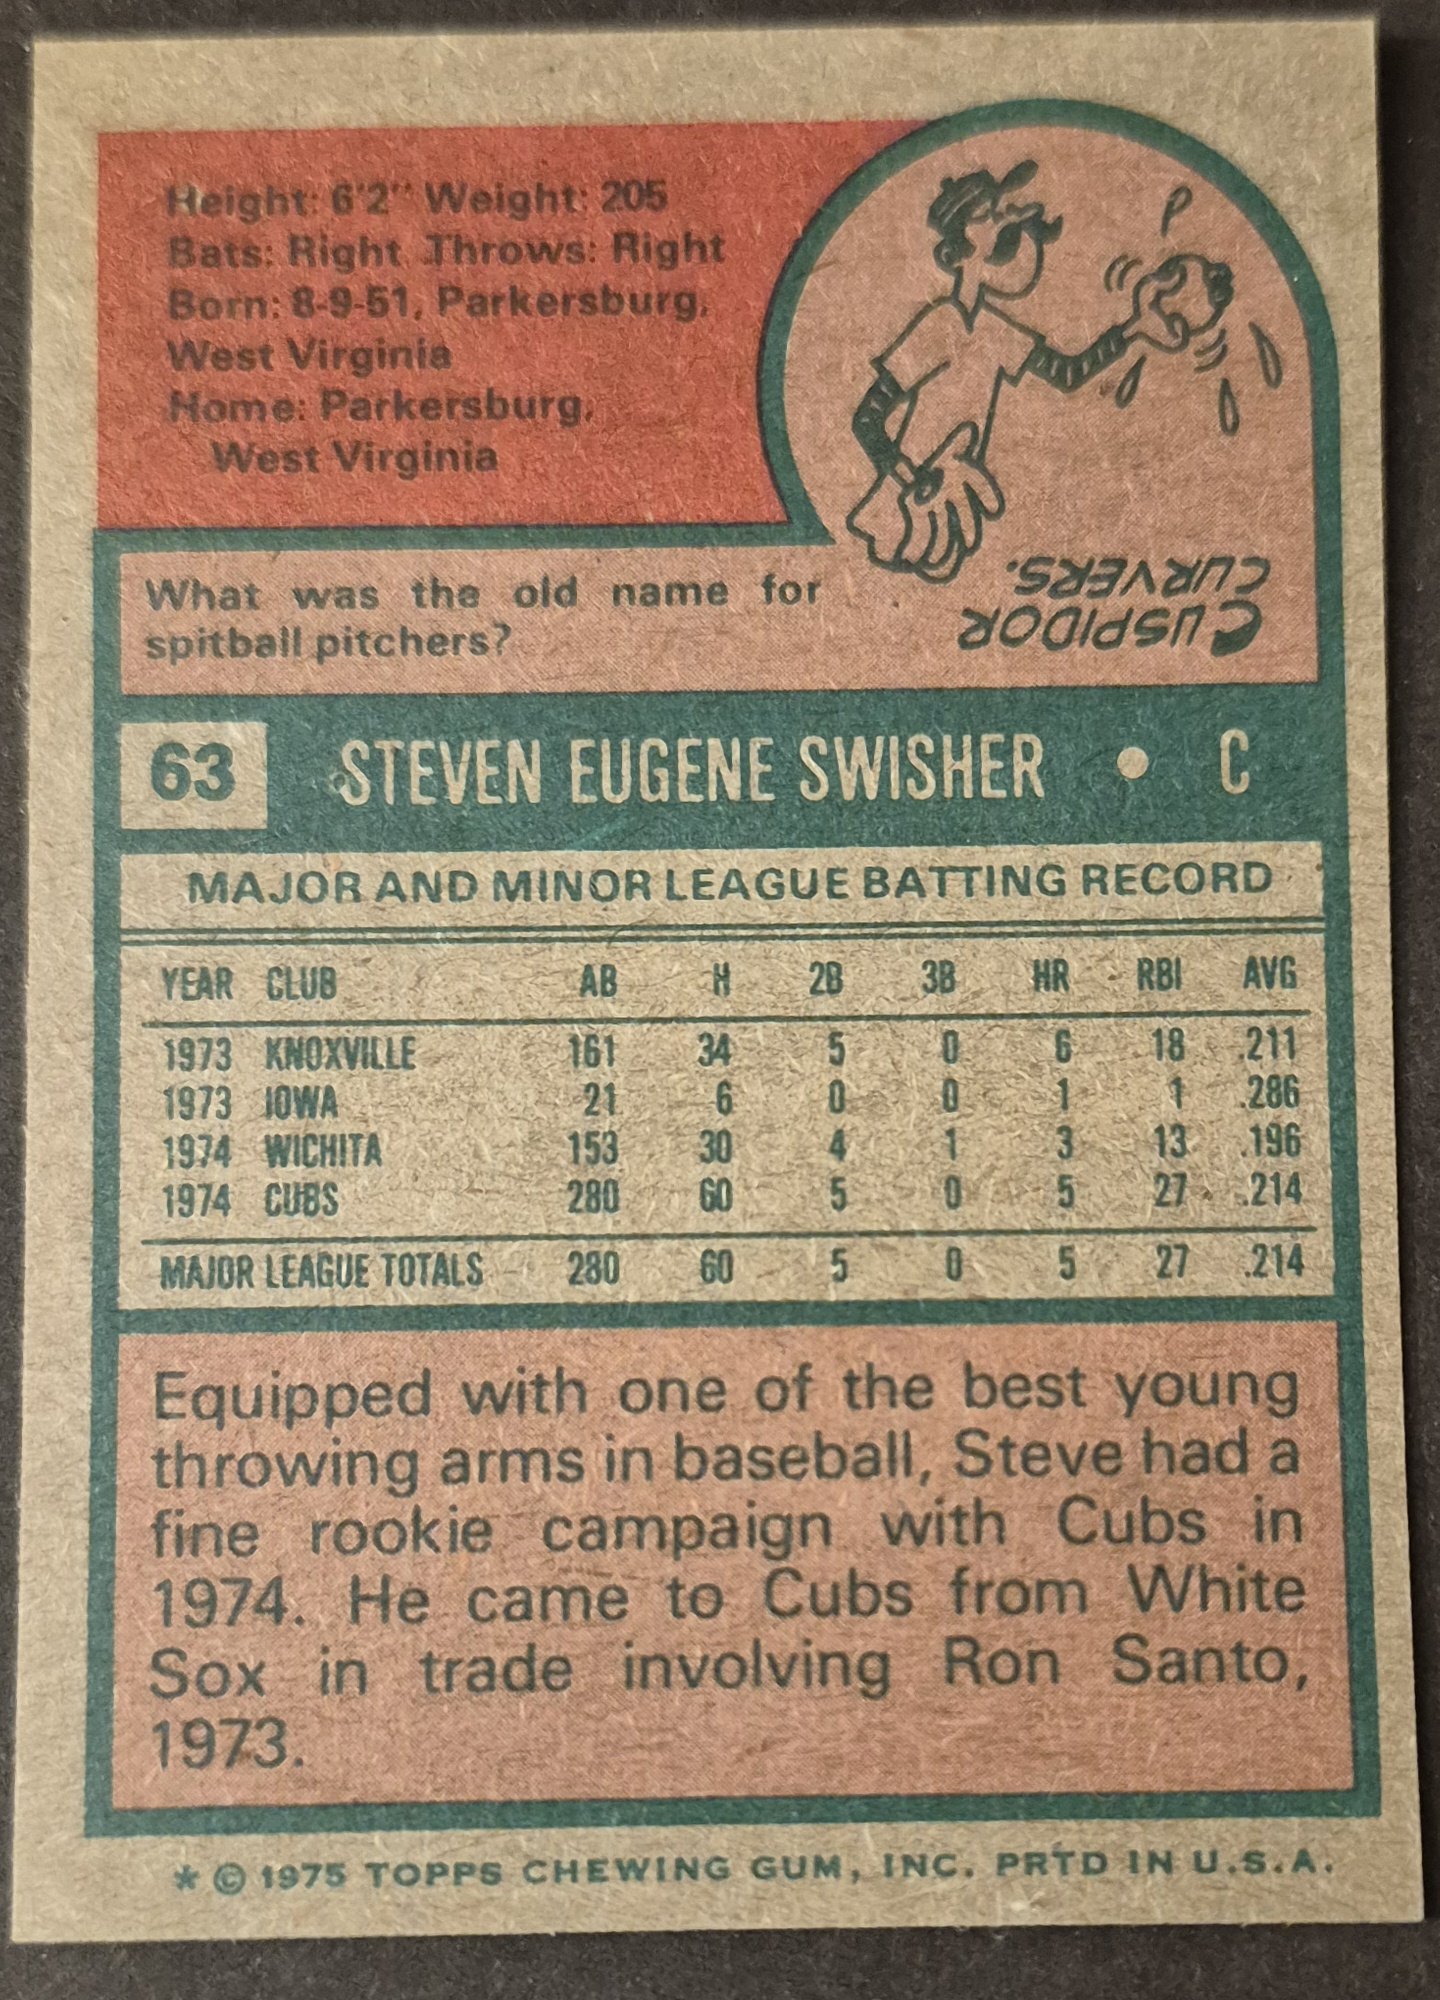 Height: 6'2" Weight: 205
Bats: Right Throws: Right
Born: 8-9-51, Parkersburg,
West Virginia
Home: Parkersburg,
West Virginia
What was the old name for
spitball pitchers?
CUSPIDOR
CURVERS.
63 STEVEN EUGENE SWISHER • C
MAJOR AND MINOR LEAGUE BATTING RECORD
YEAR CLUB AB H 2B 3B HR RBI AVG
1973 KNOXVILLE 161 34 5 0 6 18 .211
1973 IOWA 21 6 0 0 1 1 .286
1974 WICHITA 153 30 4 1 3 13 .196
1974 CUBS 280 60 5 0 5 27 .214
MAJOR LEAGUE TOTALS 280 60 5 0 5 27 .214
Equipped with one of the best young
throwing arms in baseball, Steve had a
fine rookie campaign with Cubs in
1974. He came to Cubs from White
Sox in trade involving Ron Santo,
1973.
* © 1975 TOPPS CHEWING GUM, INC. PRTD IN U.S.A.